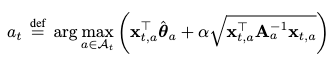 $a_t \overset{\text{def}}{=} \arg\max_{a \in \mathcal{A}_t} \left( \mathbf{x}_{t,a}^{\top} \hat{\boldsymbol{\theta}}_a + \alpha \sqrt{\mathbf{x}_{t,a}^{\top} \mathbf{A}_a^{-1} \mathbf{x}_{t,a}} \right)$